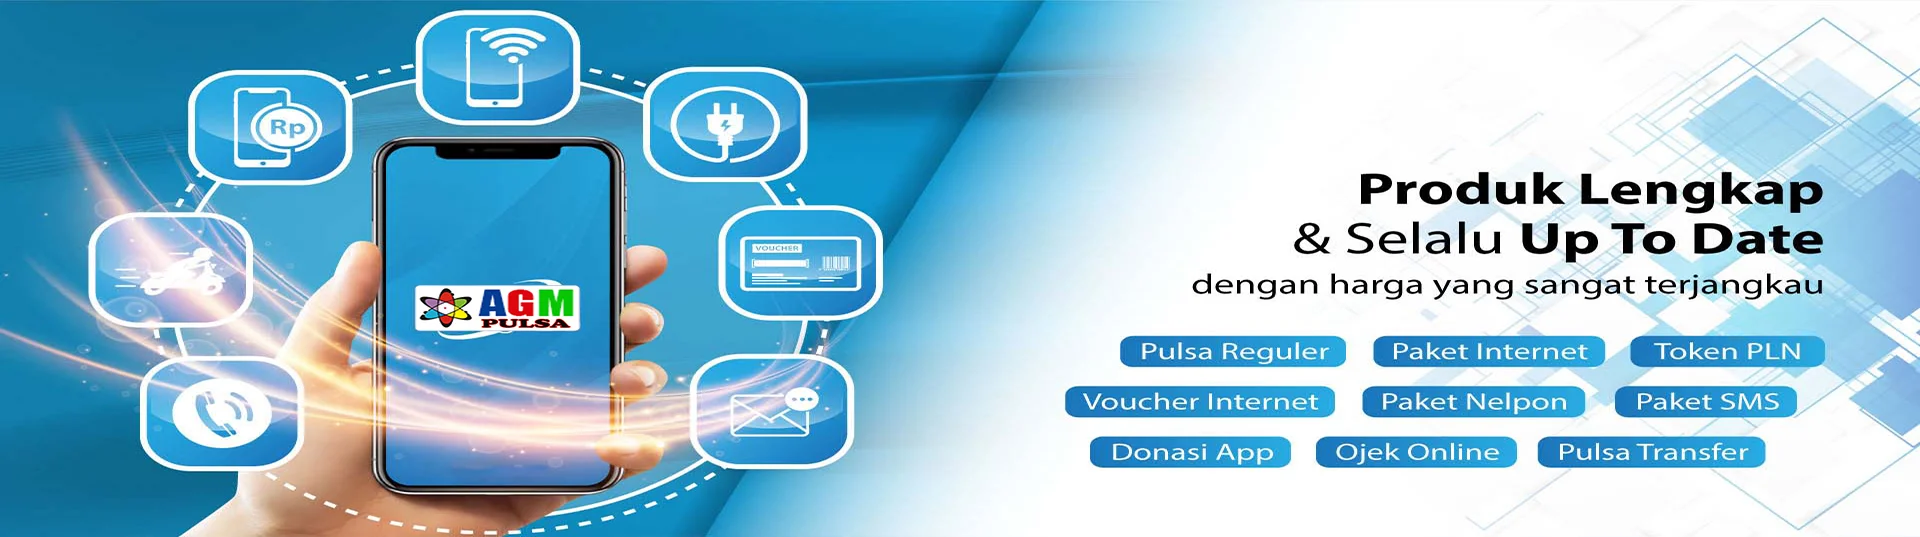 Rp
VOUCHER
AGM
PULSA
Produk Lengkap
& Selalu Up To Date
dengan harga yang sangat terjangkau
Pulsa Reguler
Paket Internet
Token PLN
Voucher Internet
Paket Nelpon
Paket SMS
Donasi App
Ojek Online
Pulsa Transfer